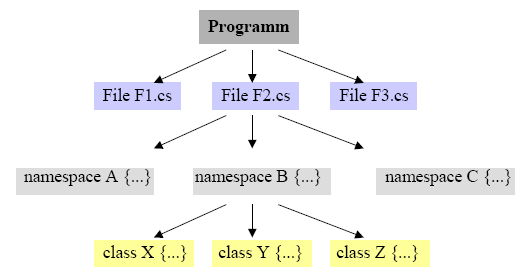 Programm
File F1.cs
File F2.cs
File F3.cs
namespace A {...}
namespace B {...}
namespace C {...}
class X {...}
class Y {...}
class Z {...}